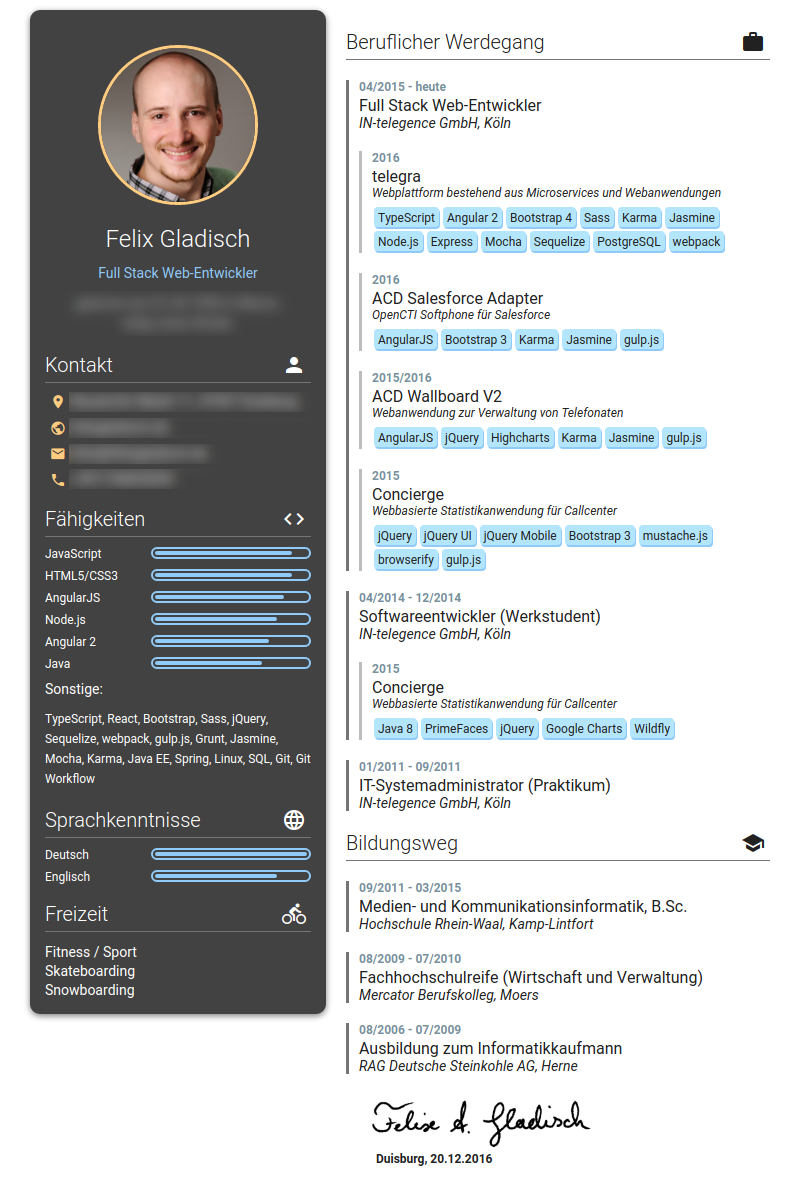 Felix Gladisch
Full Stack Web-Entwickler
Kontakt
Fähigkeiten
JavaScript
HTML5/CSS3
AngularJS
Node.js
Angular 2
Java
Sonstige:
TypeScript, React, Bootstrap, Sass, jQuery,
Sequelize, webpack, gulp.js, Grunt, Jasmine,
Mocha, Karma, Java EE, Spring, Linux, SQL, Git, Git
Workflow
Sprachkenntnisse
Deutsch
Englisch
Freizeit
Fitness / Sport
Skateboarding
Snowboarding
Beruflicher Werdegang
04/2015 - heute
Full Stack Web-Entwickler
IN-telegence GmbH, Köln
2016
telegra
Webplattform bestehend aus Microservices und Webanwendungen
TypeScript Angular 2 Bootstrap 4 Sass Karma Jasmine
Node.js Express Mocha Sequelize PostgreSQL webpack
2016
ACD Salesforce Adapter
OpenCTI Softphone für Salesforce
AngularJS Bootstrap 3 Karma Jasmine gulp.js
2015/2016
ACD Wallboard V2
Webanwendung zur Verwaltung von Telefonaten
AngularJS jQuery Highcharts Karma Jasmine gulp.js
2015
Concierge
Webbasierte Statistikanwendung für Callcenter
jQuery jQuery UI jQuery Mobile Bootstrap 3 mustache.js
browserify gulp.js
04/2014 - 12/2014
Softwareentwickler (Werkstudent)
IN-telegence GmbH, Köln
2015
Concierge
Webbasierte Statistikanwendung für Callcenter
Java 8 PrimeFaces jQuery Google Charts Wildfly
01/2011 - 09/2011
IT-Systemadministrator (Praktikum)
IN-telegence GmbH, Köln
Bildungsweg
09/2011 - 03/2015
Medien- und Kommunikationsinformatik, B.Sc.
Hochschule Rhein-Waal, Kamp-Lintfort
08/2009 - 07/2010
Fachhochschulreife (Wirtschaft und Verwaltung)
Mercator Berufskolleg, Moers
08/2006 - 07/2009
Ausbildung zum Informatikkaufmann
RAG Deutsche Steinkohle AG, Herne
Felix A. Gladisch
Duisburg, 20.12.2016